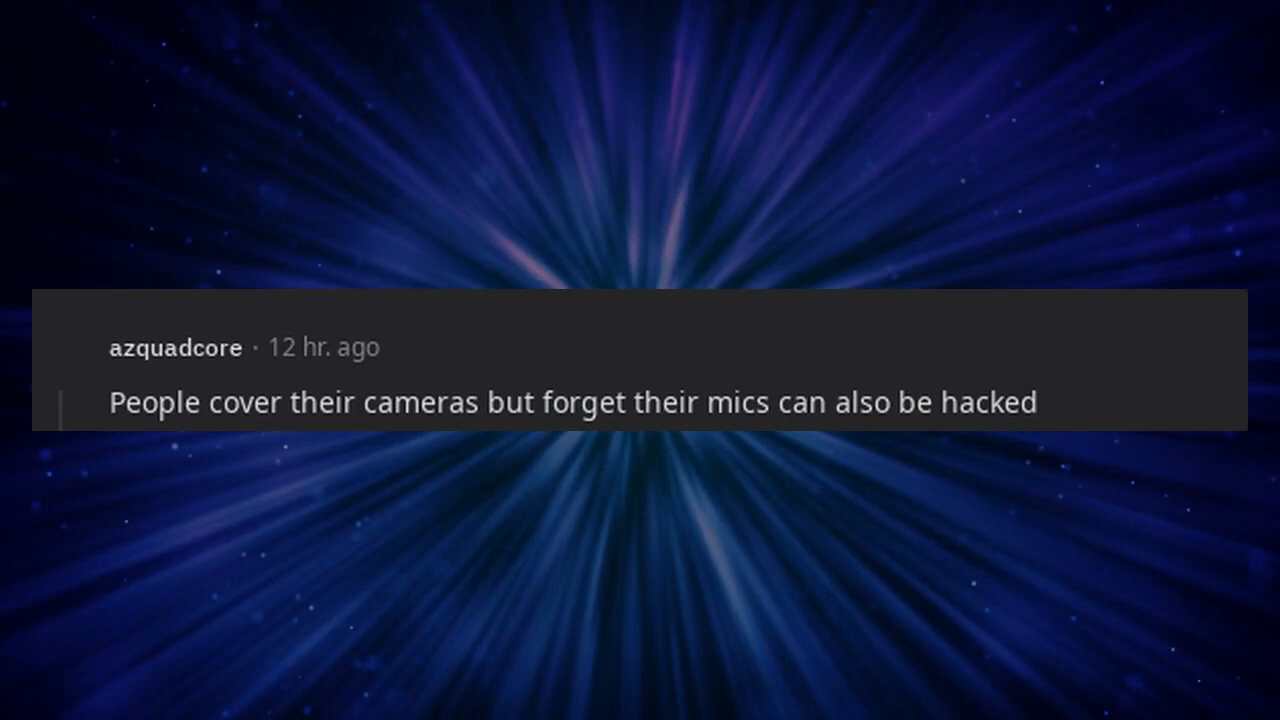 azquadcore · 12 hr. ago
People cover their cameras but forget their mics can also be hacked